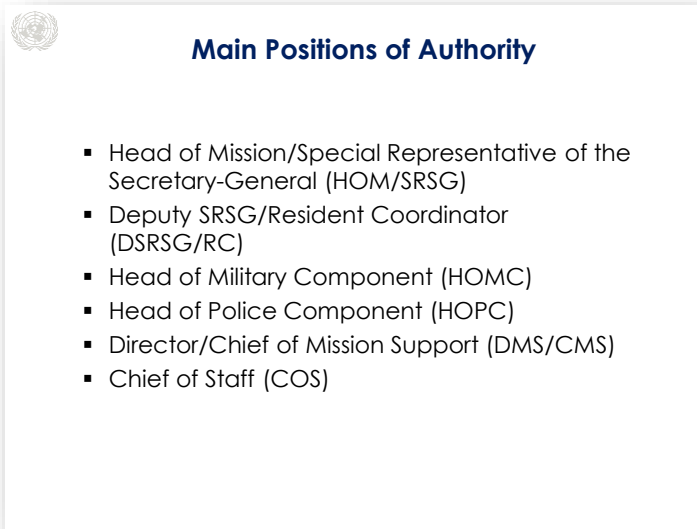 Main Positions of Authority
▪ Head of Mission/Special Representative of the
Secretary-General (HOM/SRSG)
▪ Deputy SRSG/Resident Coordinator
(DSRSG/RC)
▪ Head of Military Component (HOMC)
▪ Head of Police Component (HOPC)
▪ Director/Chief of Mission Support (DMS/CMS)
▪ Chief of Staff (COS)